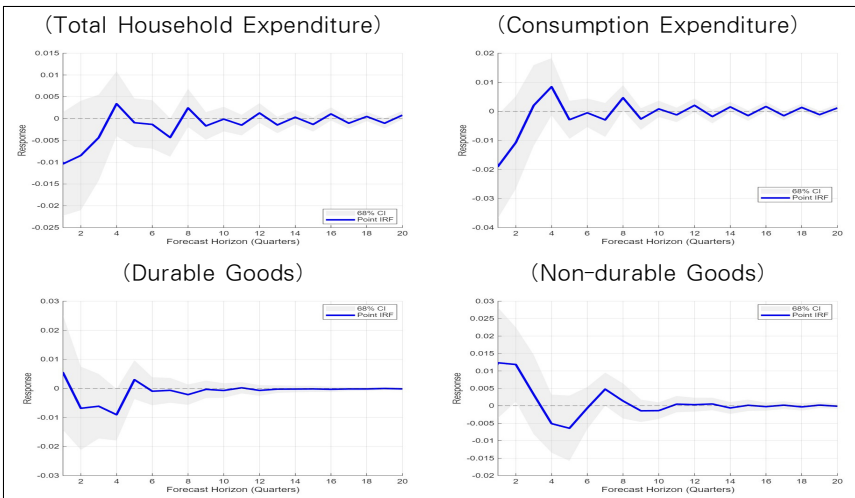 (Total Household Expenditure)
0.015
0.01
0.005
0
-0.005
-0.01
-0.015
-0.02
-0.025
Response
68% CI
Point IRF
2 4 6 8 10 12 14 16 18 20
Forecast Horizon (Quarters)
(Consumption Expenditure)
0.02
0.01
0
-0.01
-0.02
-0.03
-0.04
Response
68% CI
Point IRF
2 4 6 8 10 12 14 16 18 20
Forecast Horizon (Quarters)
(Durable Goods)
0.03
0.02
0.01
0
-0.01
-0.02
-0.03
Response
68% CI
Point IRF
2 4 6 8 10 12 14 16 18 20
Forecast Horizon (Quarters)
(Non-durable Goods)
0.03
0.025
0.02
0.015
0.01
0.005
0
-0.005
-0.01
-0.015
-0.02
Response
68% CI
Point IRF
2 4 6 8 10 12 14 16 18 20
Forecast Horizon (Quarters)